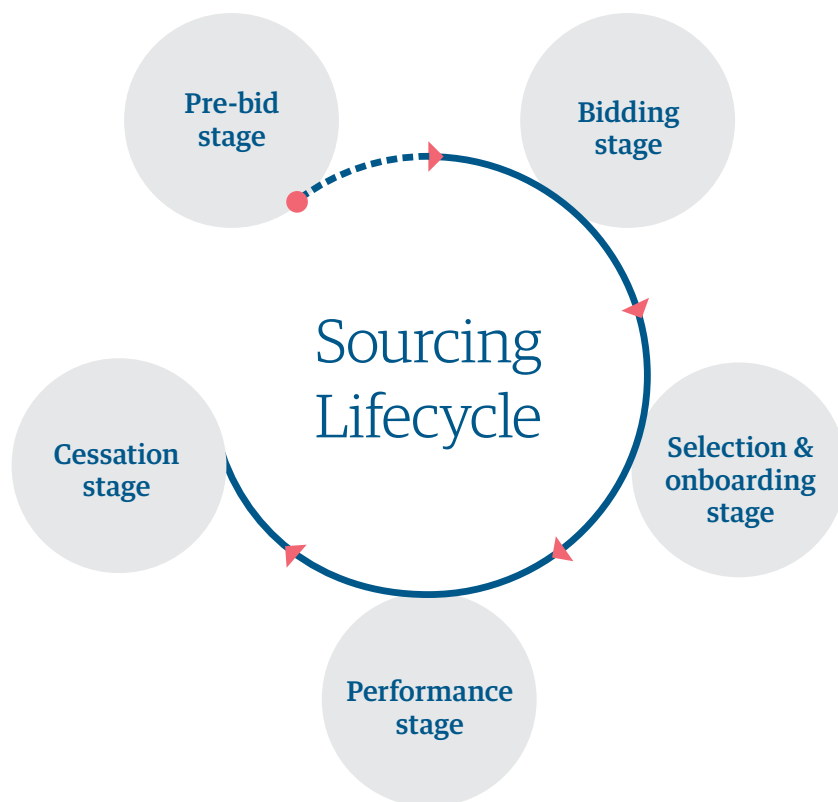 Pre-bid
stage
Bidding
stage
Sourcing
Lifecycle
Selection &
onboarding
stage
Performance
stage
Cessation
stage